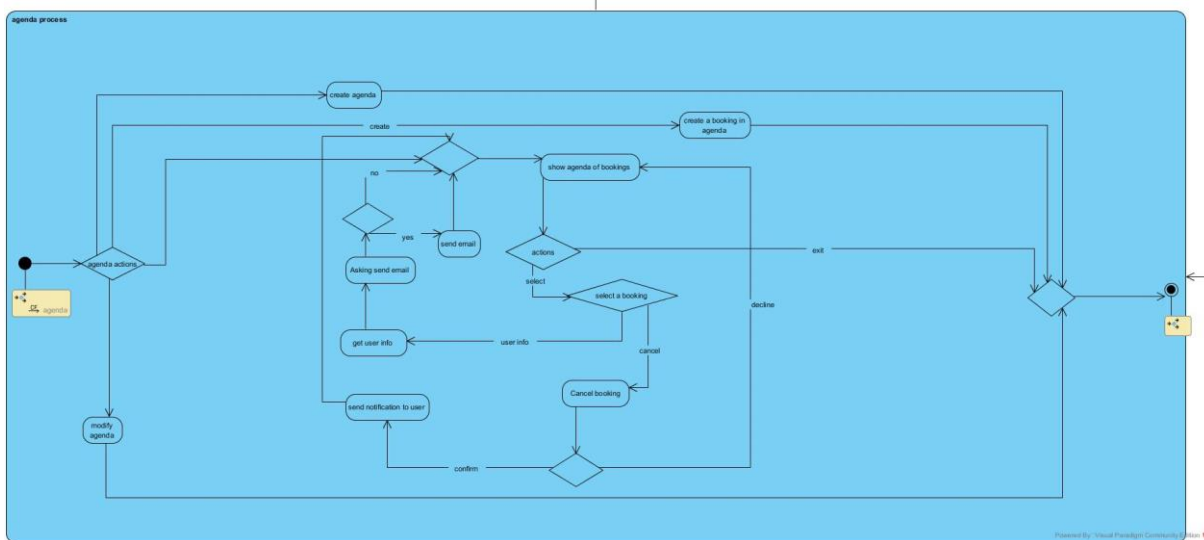 agenda process
create agenda
create a booking in
agenda
create
show agenda of bookings
no
yes
send email
agenda actions
actions
exit
Asking send email
select
select a booking
DF
agenda
decline
get user info
user info
cancel
Cancel booking
send notification to user
modify
agenda
confirm
Powered By Visual Paradigm Community Edition